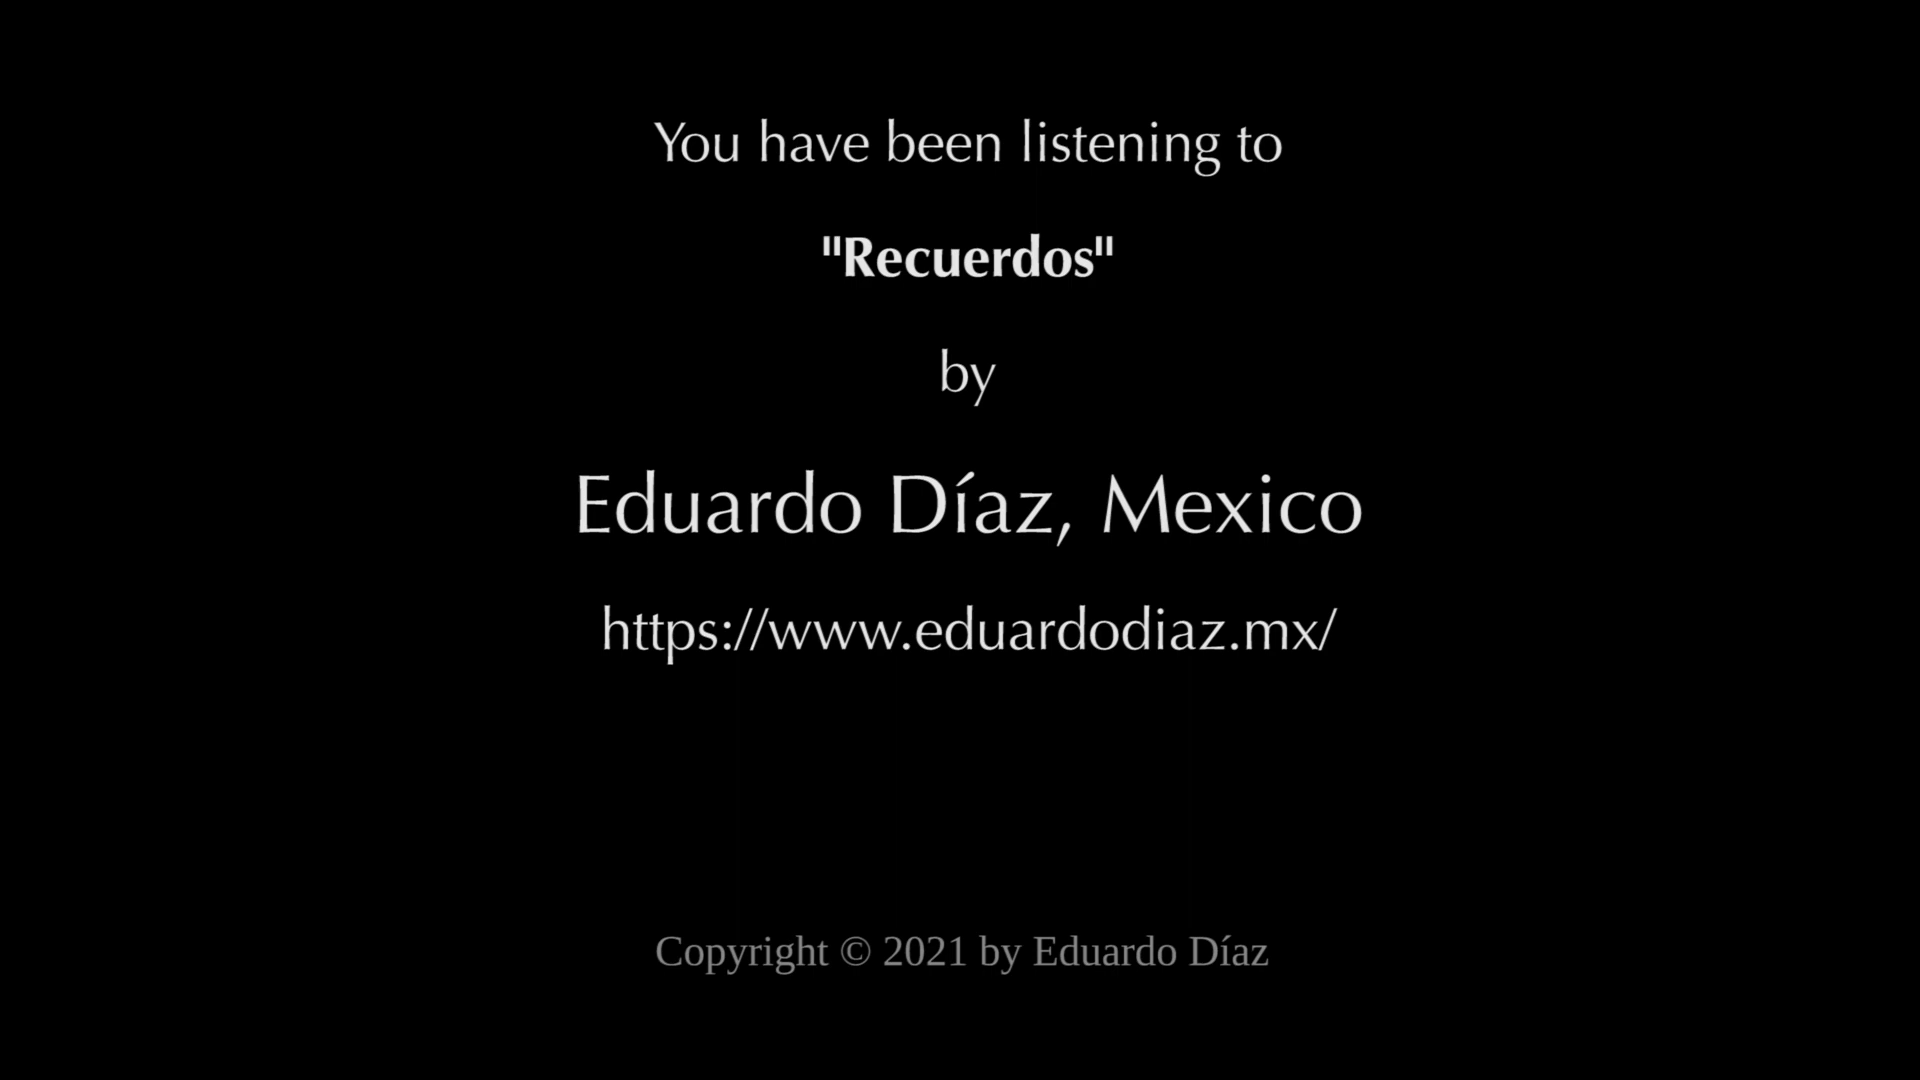 You have been listening to
"Recuerdos"
by
Eduardo Díaz, Mexico
https://www.eduardodiaz.mx/
Copyright © 2021 by Eduardo Díaz